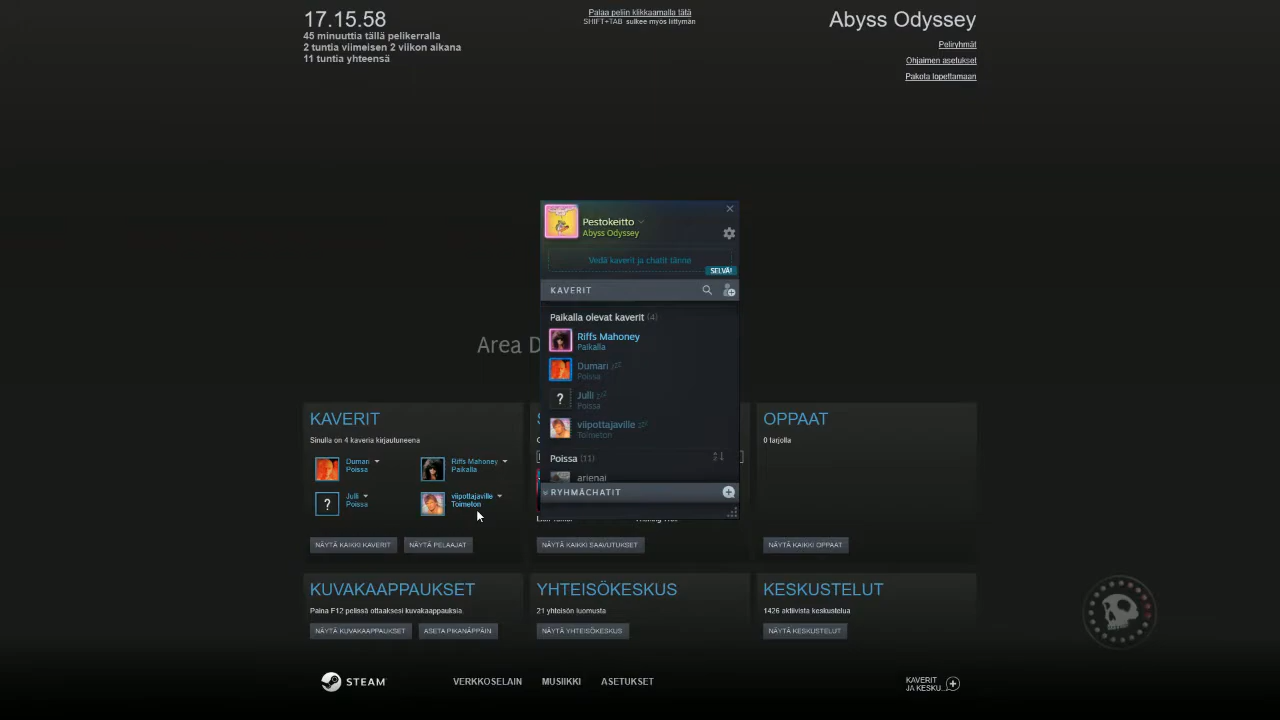 17.15.58
45 minuuttia tällä pelikerralla
2 tuntia viimeisen 2 viikon aikana
11 tuntia yhteensä
Palaa peliin klikkaamalla tätä
SHIFT+TAB sulkee myös liittymän
Abyss Odyssey
Peliryhmät
Ohjaimen asetukset
Pakota lopettamaan
Pestokeitto
Abyss Odyssey
Vedä kaverit ja chatit tänne
SELVÄ!
KAVERIT
Paikalla olevat kaverit (4)
Riffs Mahoney
Paikalla
Dumari
Poissa
Julli
Poissa
viipottajaville
Toimeton
Poissa (11)
arienai
RYHMÄCHATIT
Area D
KAVERIT
Sinulla on 4 kaveria kirjautuneena
Dumari
Poissa
Riffs Mahoney
Paikalla
Julli
Poissa
viipottajaville
Toimeton
NÄYTÄ KAIKKI KAVERIT
NÄYTÄ PELAAJAT
NÄYTÄ KAIKKI SAAVUTUKSET
OPPAAT
0 tarjolla
NÄYTÄ KAIKKI OPPAAT
KUVAKAAPPAUKSET
Paina F12 pelissä ottaaksesi kuvakaappauksia.
NÄYTÄ KUVAKAAPPAUKSET
ASETA PIKANÄPPÄIN
YHTEISÖKESKUS
21 yhteisön luomusta
NÄYTÄ YHTEISÖKESKUS
KESKUSTELUT
1426 aktiivista keskustelua
NÄYTÄ KESKUSTELUT
STEAM
VERKKOSELAIN
MUSIIKKI
ASETUKSET
KAVERIT
JA KESKU...